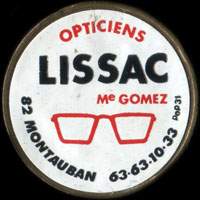 OPTICIENS
LISSAC
Me GOMEZ
82 MONTAUBAN 63-63-10-33
POP31